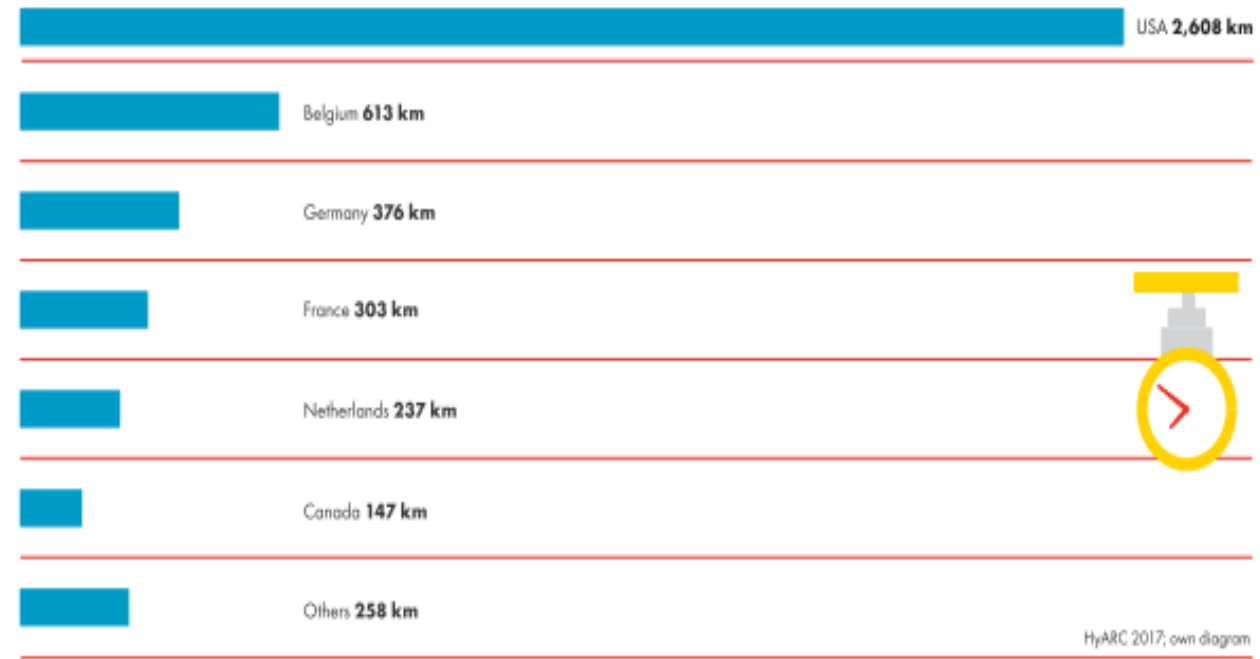 USA 2,608 km
Belgium 613 km
Germany 376 km
France 303 km
Netherlands 237 km
Canada 147 km
Others 258 km
HyARC 2017; own diagram